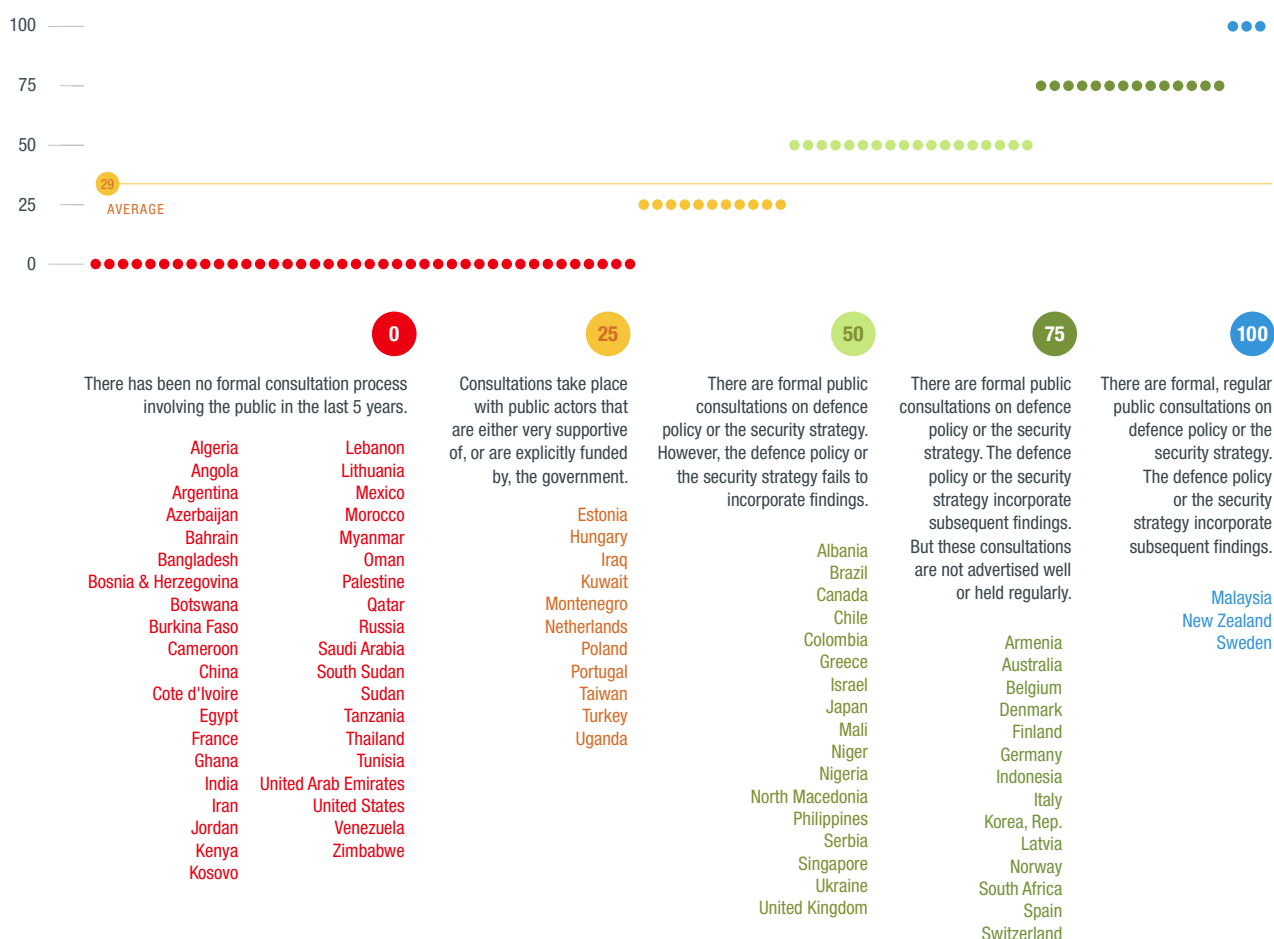 100
75
50
29
25
AVERAGE
0
0
There has been no formal consultation process
involving the public in the last 5 years.
Algeria
Angola
Argentina
Azerbaijan
Bahrain
Bangladesh
Bosnia & Herzegovina
Botswana
Burkina Faso
Cameroon
China
Cote d'Ivoire
Egypt
France
Ghana
India
Iran
Jordan
Kenya
Kosovo
Lebanon
Lithuania
Mexico
Morocco
Myanmar
Oman
Palestine
Qatar
Russia
Saudi Arabia
South Sudan
Sudan
Tanzania
Thailand
Tunisia
United Arab Emirates
United States
Venezuela
Zimbabwe
25
Consultations take place
with public actors that
are either very supportive
of, or are explicitly funded
by, the government.
Estonia
Hungary
Iraq
Kuwait
Montenegro
Netherlands
Poland
Portugal
Taiwan
Turkey
Uganda
50
There are formal public
consultations on defence
policy or the security strategy.
However, the defence policy or
the security strategy fails to
incorporate findings.
Albania
Brazil
Canada
Chile
Colombia
Greece
Israel
Japan
Mali
Niger
Nigeria
North Macedonia
Philippines
Serbia
Singapore
Ukraine
United Kingdom
75
There are formal public
consultations on defence
policy or the security
strategy. The defence
policy or the security
strategy incorporate
subsequent findings.
But these consultations
are not advertised well
or held regularly.
Armenia
Australia
Belgium
Denmark
Finland
Germany
Indonesia
Italy
Korea, Rep.
Latvia
Norway
South Africa
Spain
Switzerland
100
There are formal, regular
public consultations on
defence policy or the
security strategy.
The defence policy
or the security
strategy incorporate
subsequent findings.
Malaysia
New Zealand
Sweden